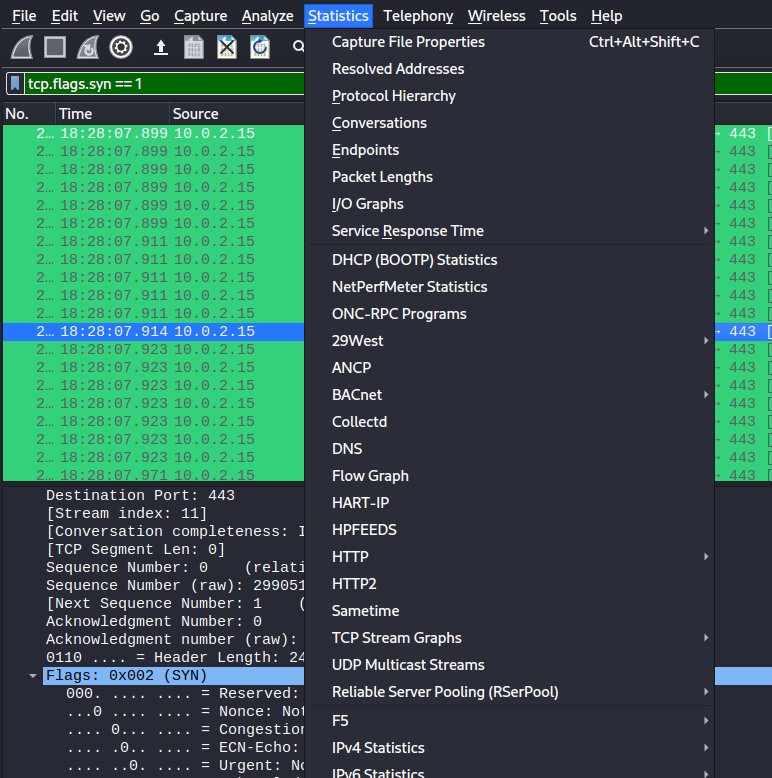 File Edit View Go Capture Analyze Statistics Telephony Wireless Tools Help
Capture File Properties Ctrl+Alt+Shift+C
Resolved Addresses
tcp.flags.syn == 1
Protocol Hierarchy
No. Time Source
Conversations
2… 18:28:07.899 10.0.2.15 → 443 [
Endpoints
2… 18:28:07.899 10.0.2.15 → 443 [
2… 18:28:07.899 10.0.2.15 → 443 [
Packet Lengths
2… 18:28:07.899 10.0.2.15 → 443 [
I/O Graphs
2… 18:28:07.899 10.0.2.15 → 443 [
2… 18:28:07.899 10.0.2.15 → 443 [
Service Response Time
2… 18:28:07.911 10.0.2.15 → 443 [
DHCP (BOOTP) Statistics
2… 18:28:07.911 10.0.2.15 → 443 [
2… 18:28:07.911 10.0.2.15 → 443 [
NetPerfMeter Statistics
2… 18:28:07.911 10.0.2.15 → 443 [
ONC-RPC Programs
2… 18:28:07.911 10.0.2.15 → 443 [
2… 18:28:07.914 10.0.2.15 → 443 [
29West
2… 18:28:07.923 10.0.2.15 → 443 [
ANCP
2… 18:28:07.923 10.0.2.15 → 443 [
2… 18:28:07.923 10.0.2.15 → 443 [
BACnet
2… 18:28:07.923 10.0.2.15 → 443 [
Collectd
2… 18:28:07.923 10.0.2.15 → 443 [
2… 18:28:07.923 10.0.2.15 → 443 [
DNS
2… 18:28:07.923 10.0.2.15 → 443 [
Flow Graph
2… 18:28:07.971 10.0.2.15 → 443 [
Destination Port: 443
HART-IP
[Stream index: 11]
HPFEEDS
[Conversation completeness: I
[TCP Segment Len: 0]
HTTP
Sequence Number: 0 (relati
HTTP2
Sequence Number (raw): 299051
[Next Sequence Number: 1 (
Sametime
Acknowledgment Number: 0
TCP Stream Graphs
Acknowledgment number (raw):
0110 .... = Header Length: 24
UDP Multicast Streams
Flags: 0x002 (SYN)
Reliable Server Pooling (RSerPool)
000. .... .... = Reserved:
...0 .... .... = Nonce: Not
F5
.... 0... .... = Congestion
IPv4 Statistics
.... .0.. .... = ECN-Echo:
.... ..0. .... = Urgent: No
IPv6 Statistics